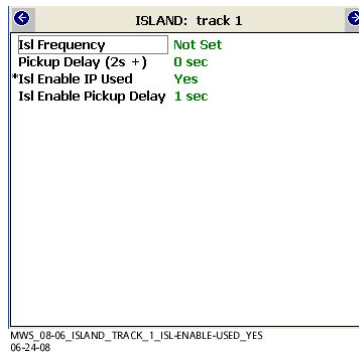 ISLAND: track 1
Isl Frequency Not Set
Pickup Delay (2s +) 0 sec
*Isl Enable IP Used Yes
Isl Enable Pickup Delay 1 sec
MWS_08-06_ISLAND_TRACK_1_ISL-ENABLE-USED_YES
06-24-08